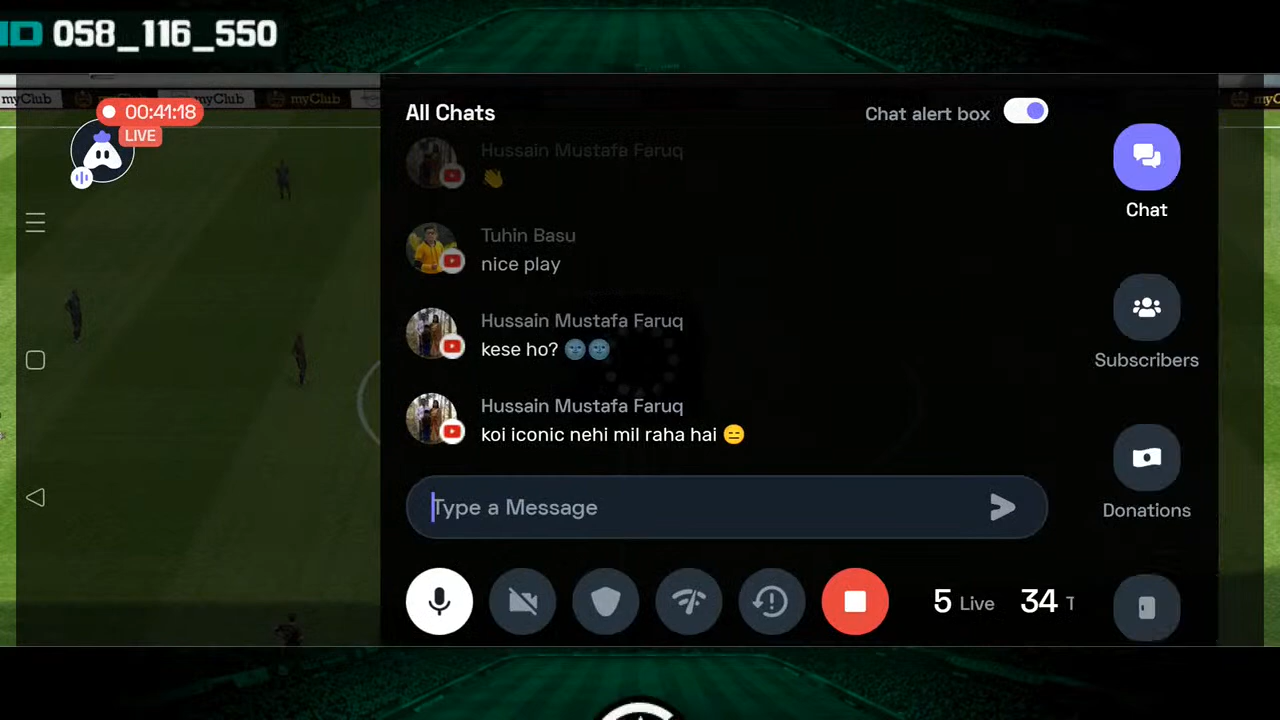 ID 058_116_550
myClub
myClub
myClub
myC
00:41:18
LIVE
All Chats
Chat alert box
Hussain Mustafa Faruq
👋
Tuhin Basu
nice play
Hussain Mustafa Faruq
kese ho? 🌚🌚
Hussain Mustafa Faruq
koi iconic nehi mil raha hai 😑
Type a Message
Chat
Subscribers
Donations
5 Live
34 T